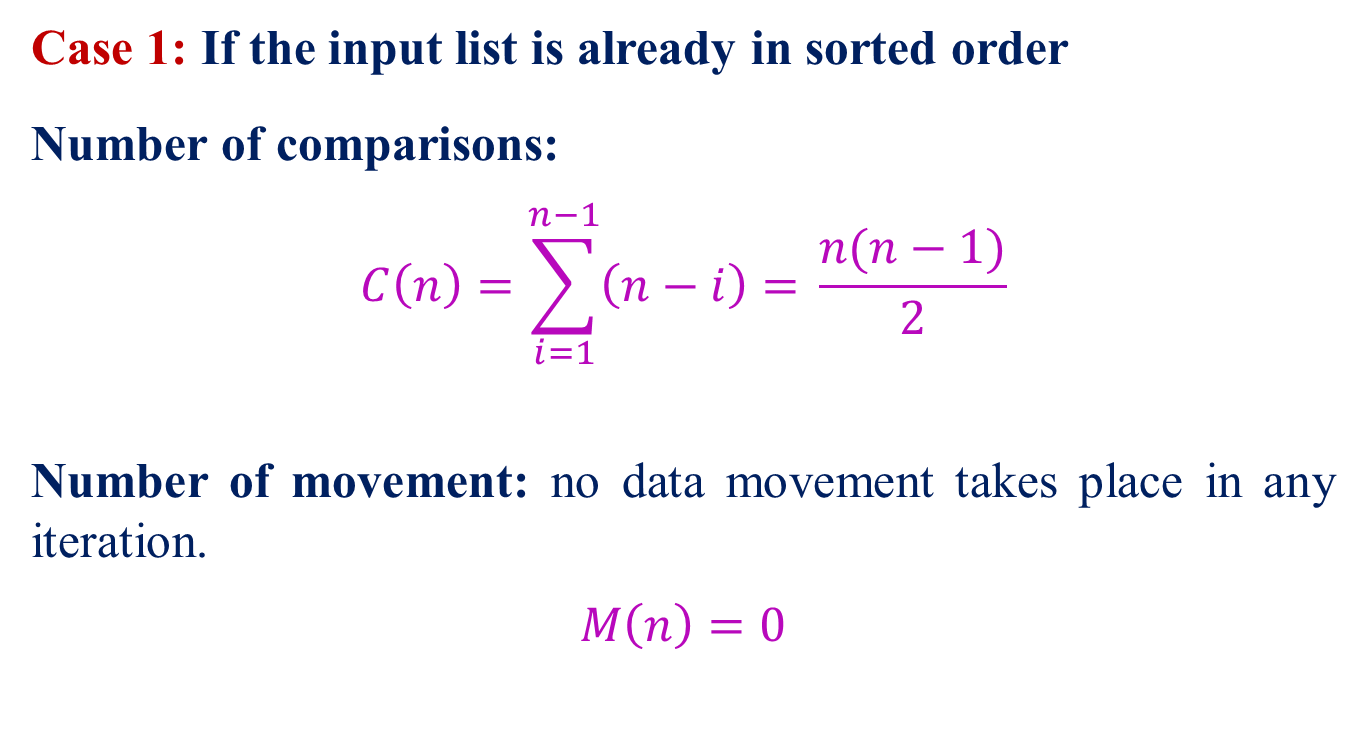 Case 1: If the input list is already in sorted order
Number of comparisons:
C(n) = ∑_{i=1}^{n−1} (n − i) = n(n − 1)/2
Number of movement: no data movement takes place in any
iteration.
M(n) = 0